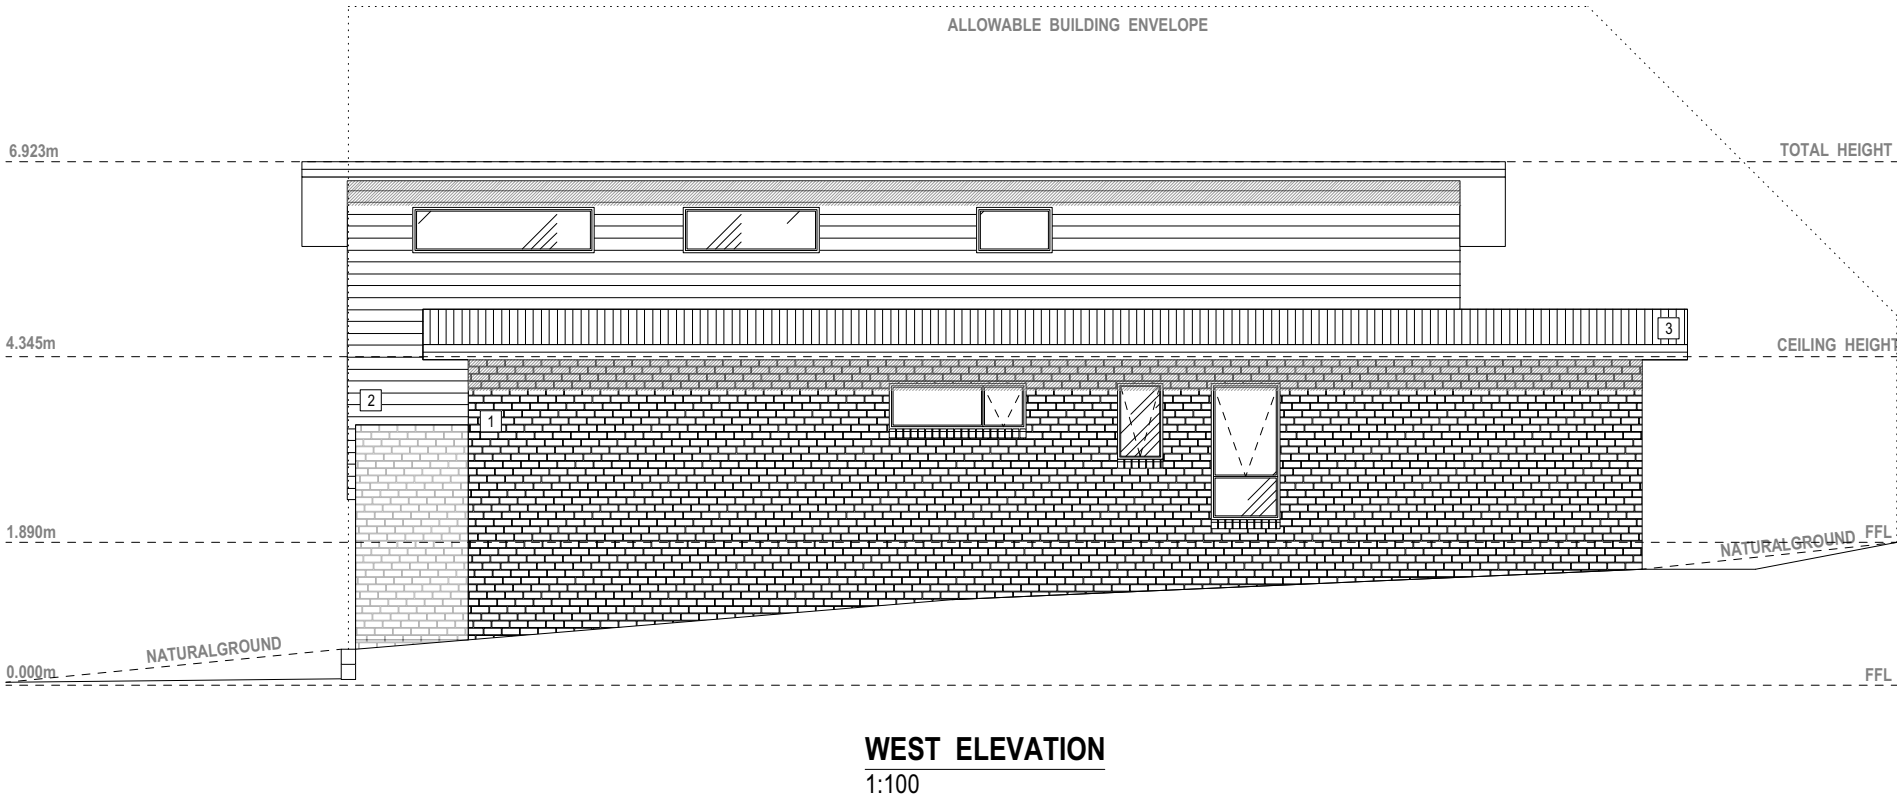 ALLOWABLE BUILDING ENVELOPE
6.923m
TOTAL HEIGHT
3
4.345m
CEILING HEIGHT
2
1
1.890m
NATURALGROUND
FFL
NATURALGROUND
0.000m
FFL
WEST ELEVATION
1:100